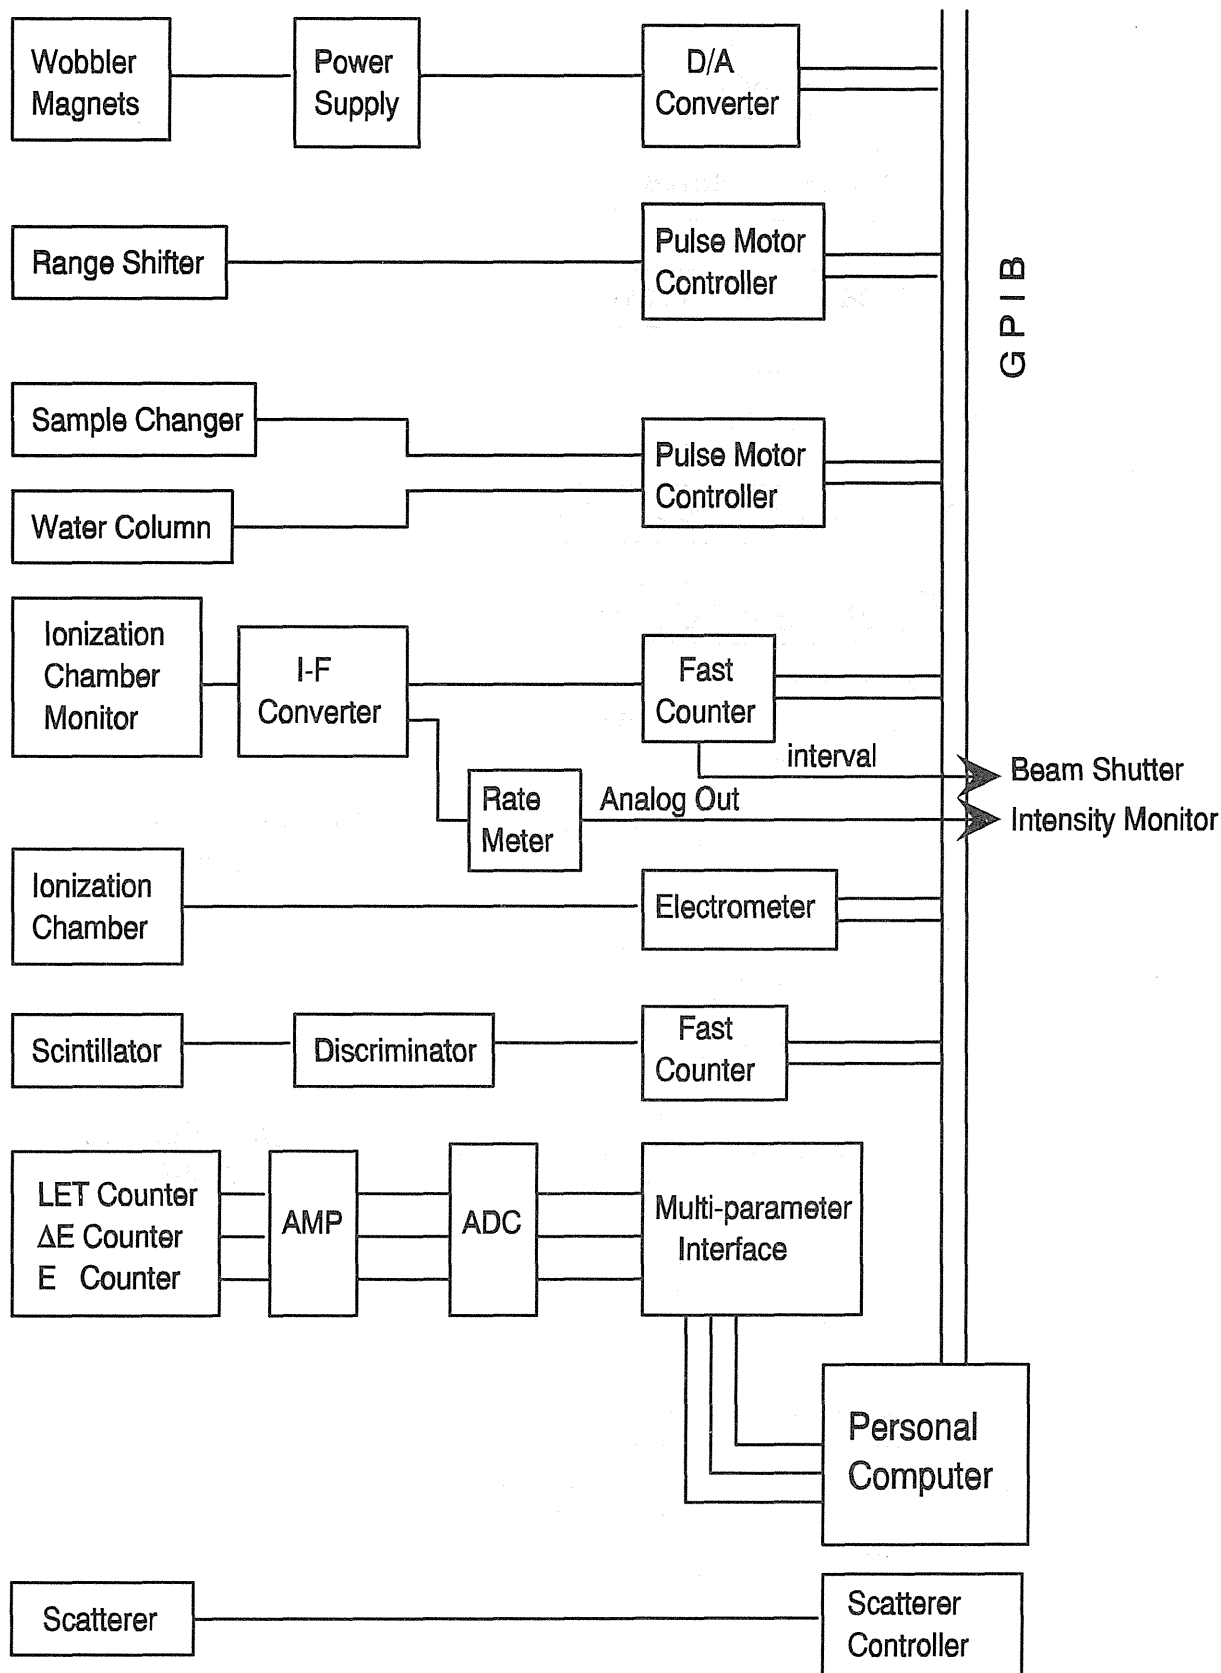 Wobbler
Magnets
Power
Supply
D/A
Converter
Range Shifter
Pulse Motor
Controller
GPIB
Sample Changer
Water Column
Pulse Motor
Controller
Ionization
Chamber
Monitor
I-F
Converter
Fast
Counter
interval
Beam Shutter
Rate
Meter
Analog Out
Intensity Monitor
Ionization
Chamber
Electrometer
Scintillator
Discriminator
Fast
Counter
LET Counter
ΔE Counter
E Counter
AMP
ADC
Multi-parameter
Interface
Personal
Computer
Scatterer
Scatterer
Controller